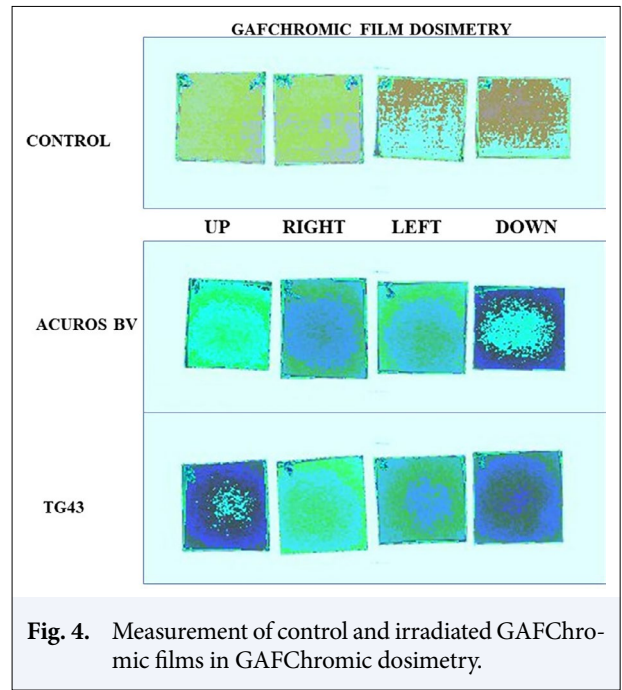 GAFCHROMIC FILM DOSIMETRY
CONTROL
UP RIGHT LEFT DOWN
ACUROS BV
TG43
Fig. 4. Measurement of control and irradiated GAFChro-
mic films in GAFChromic dosimetry.